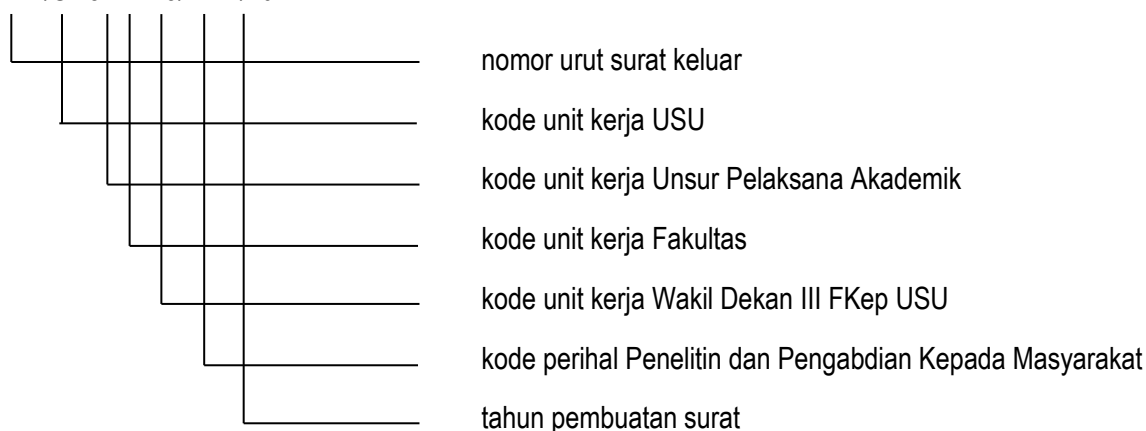 nomor urut surat keluar
kode unit kerja USU
kode unit kerja Unsur Pelaksana Akademik
kode unit kerja Fakultas
kode unit kerja Wakil Dekan III FKep USU
kode perihal Penelitin dan Pengabdian Kepada Masyarakat
tahun pembuatan surat